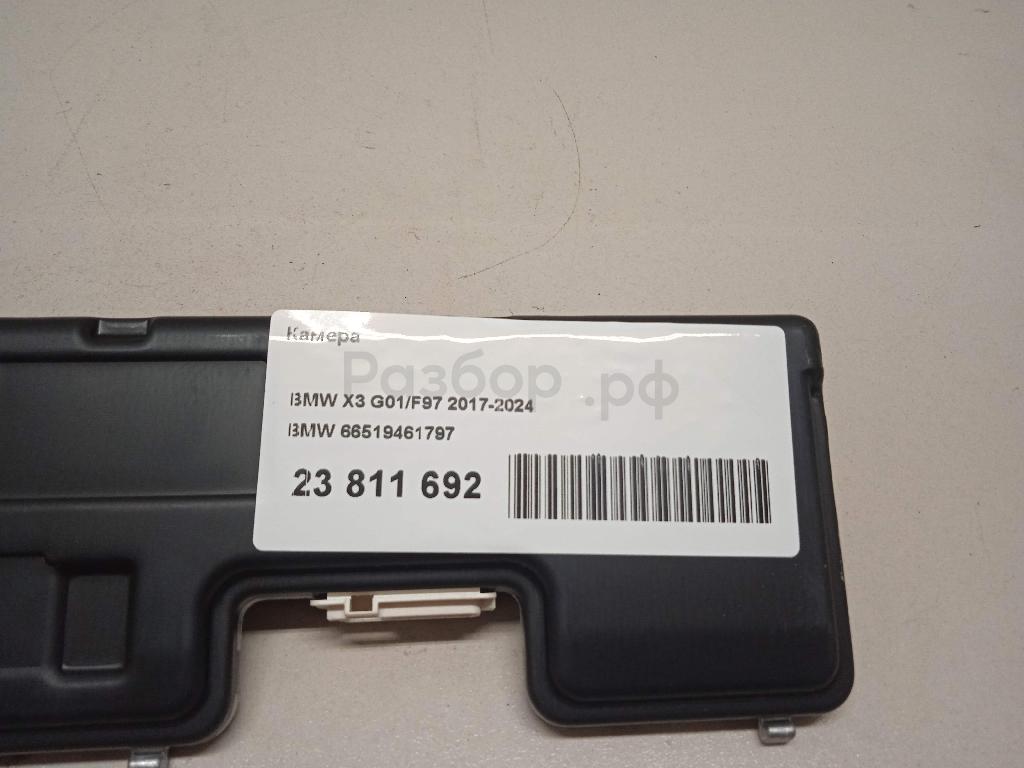 Камера
Разбор.рф
BMW X3 G01/F97 2017-2024
BMW 66519461797
23 811 692